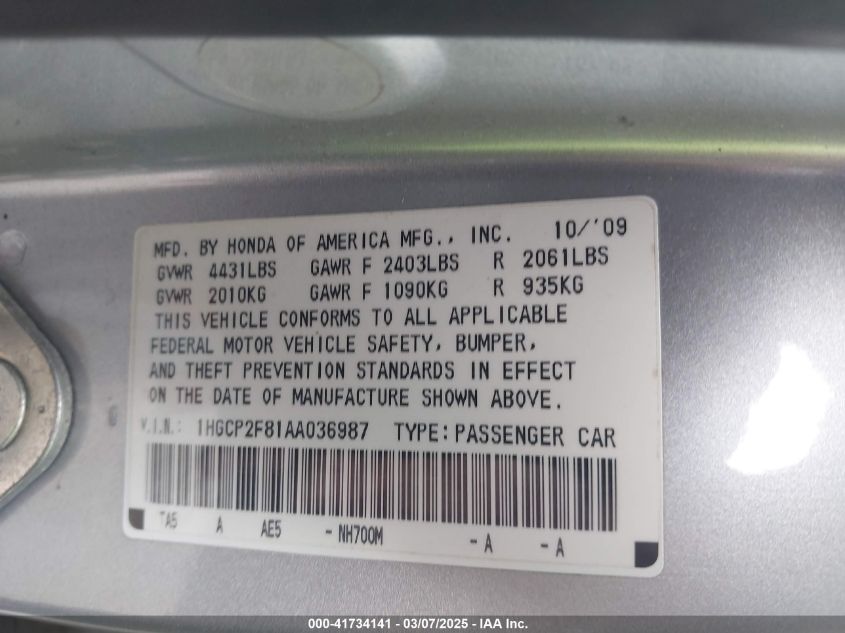 MFD. BY HONDA OF AMERICA MFG., INC. 10/'09
GVWR 4431LBS GAWR F 2403LBS R 2061LBS
GVWR 2010KG GAWR F 1090KG R 935KG
THIS VEHICLE CONFORMS TO ALL APPLICABLE
FEDERAL MOTOR VEHICLE SAFETY, BUMPER,
AND THEFT PREVENTION STANDARDS IN EFFECT
ON THE DATE OF MANUFACTURE SHOWN ABOVE.
V.I.N.: 1HGCP2F81AA036987 TYPE:PASSENGER CAR
TA5 A AE5 - NH700M - A - A
000-41734141 - 03/07/2025 - IAA Inc.